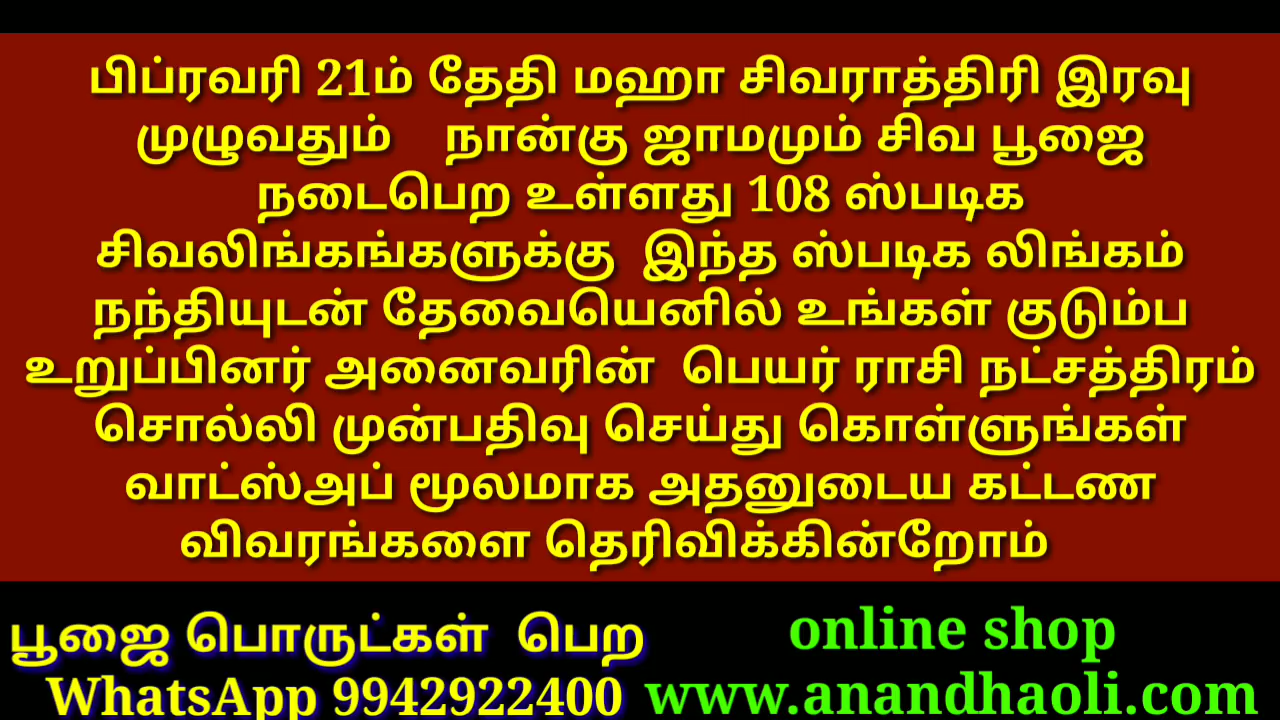 பிப்ரவரி 21ம் தேதி மஹா சிவராத்திரி இரவு
முழுவதும் நான்கு ஜாமமும் சிவ பூஜை
நடைபெற உள்ளது 108 ஸ்படிக
சிவலிங்கங்களுக்கு இந்த ஸ்படிக லிங்கம்
நந்தியுடன் தேவையெனில் உங்கள் குடும்ப
உறுப்பினர் அனைவரின் பெயர் ராசி நட்சத்திரம்
சொல்லி முன்பதிவு செய்து கொள்ளுங்கள்
வாட்ஸ்அப் மூலமாக அதனுடைய கட்டண
விவரங்களை தெரிவிக்கின்றோம்
பூஜை பொருட்கள் பெற
WhatsApp 9942922400
online shop
www.anandhaoli.com